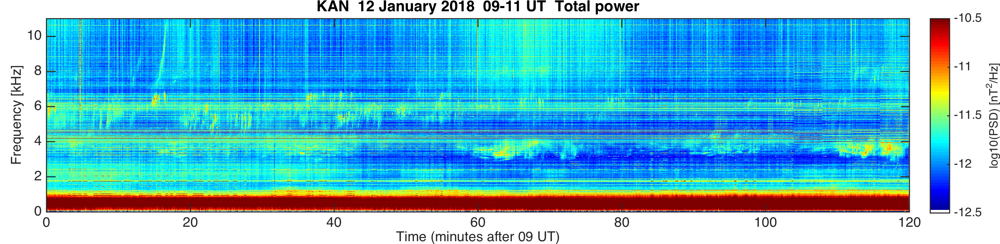 KAN 12 January 2018 09-11 UT Total power
Frequency [kHz]
10
8
6
4
2
0
0 20 40 60 80 100 120
Time (minutes after 09 UT)
-10.5
-11
-11.5
-12
-12.5
log10(PSD) [nT²/Hz]